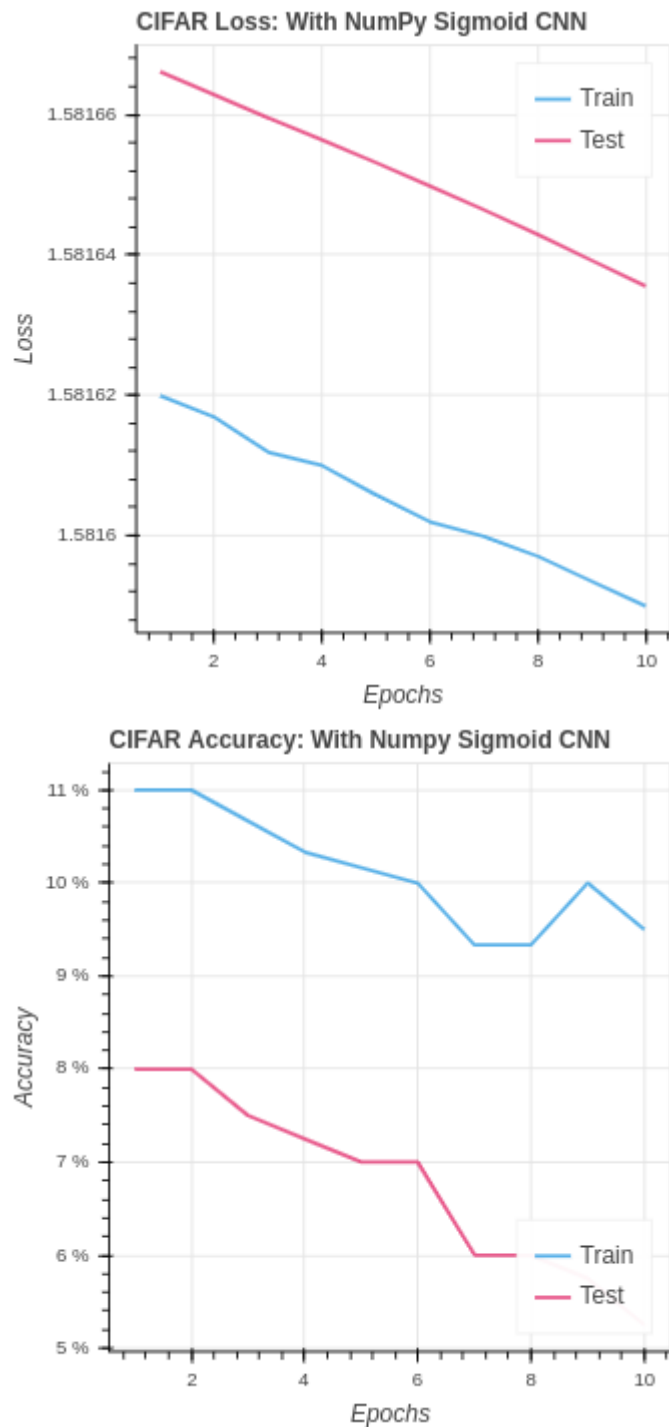 CIFAR Loss: With NumPy Sigmoid CNN
Train
Test
1.58166
1.58164
1.58162
1.5816
Loss
2 4 6 8 10
Epochs
CIFAR Accuracy: With Numpy Sigmoid CNN
11 %
10 %
9 %
8 %
7 %
6 %
5 %
Accuracy
Train
Test
2 4 6 8 10
Epochs